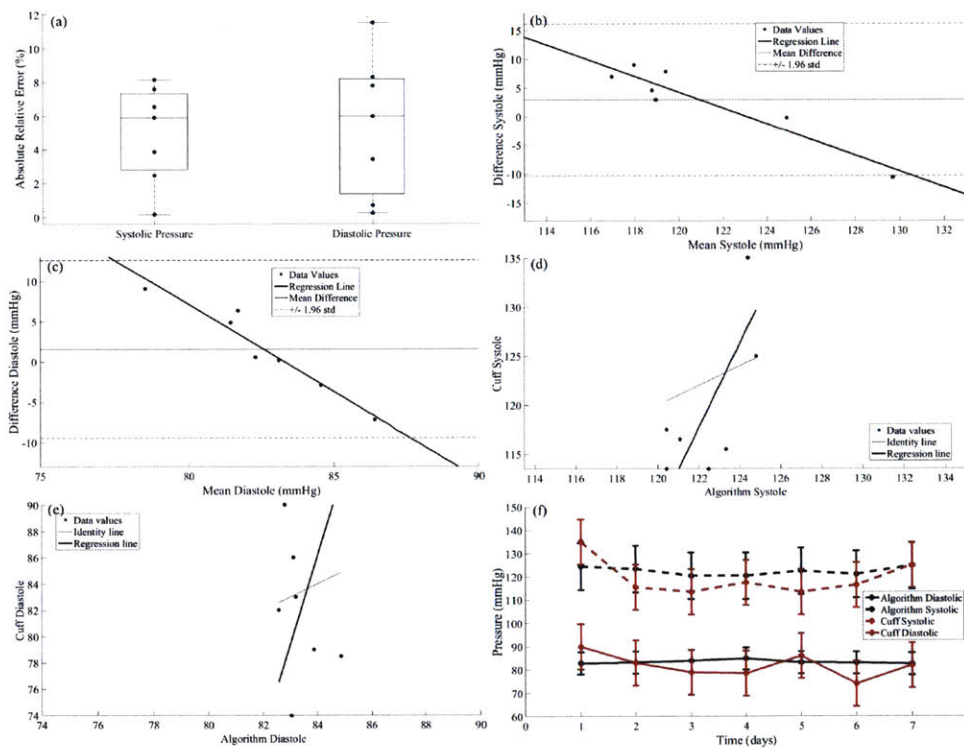 (a)
12
10
8
6
4
2
0
Absolute Relative Error (%)
Systolic Pressure
Diastolic Pressure
(b)
15
10
5
0
-5
-10
-15
Difference Systole (mmHg)
Data Values
Regression Line
Mean Difference
+/- 1.96 std
114 116 118 120 122 124 126 128 130 132
Mean Systole (mmHg)
(c)
10
5
0
-5
-10
Difference Diastole (mmHg)
Data Values
Regression Line
Mean Difference
+/- 1.96 std
75 80 85 90
Mean Diastole (mmHg)
(d)
135
130
125
120
115
Cuff Systole
Data values
Identity line
Regression line
114 116 118 120 122 124 126 128 130 132 134
Algorithm Systole
(e)
90
88
86
84
82
80
78
76
74
Cuff Diastole
Data values
Identity line
Regression line
74 76 78 80 82 84 86 88 90
Algorithm Diastole
(f)
150
140
130
120
110
100
90
80
70
60
Pressure (mmHg)
Algorithm Diastolic
Algorithm Systolic
Cuff Systolic
Cuff Diastolic
0 1 2 3 4 5 6 7
Time (days)